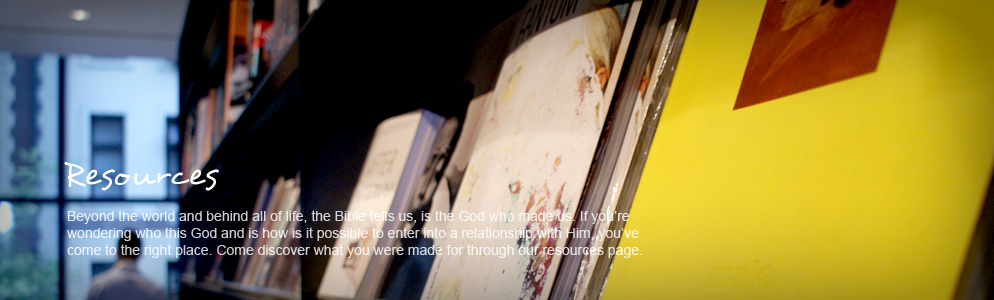 FANTOM
Resources
Beyond the world and behind all of life, the Bible tells us, is the God who made us. If you're
wondering who this God and is how is it possible to enter into a relationship with Him, you've
come to the right place. Come discover what you were made for through our resources page.